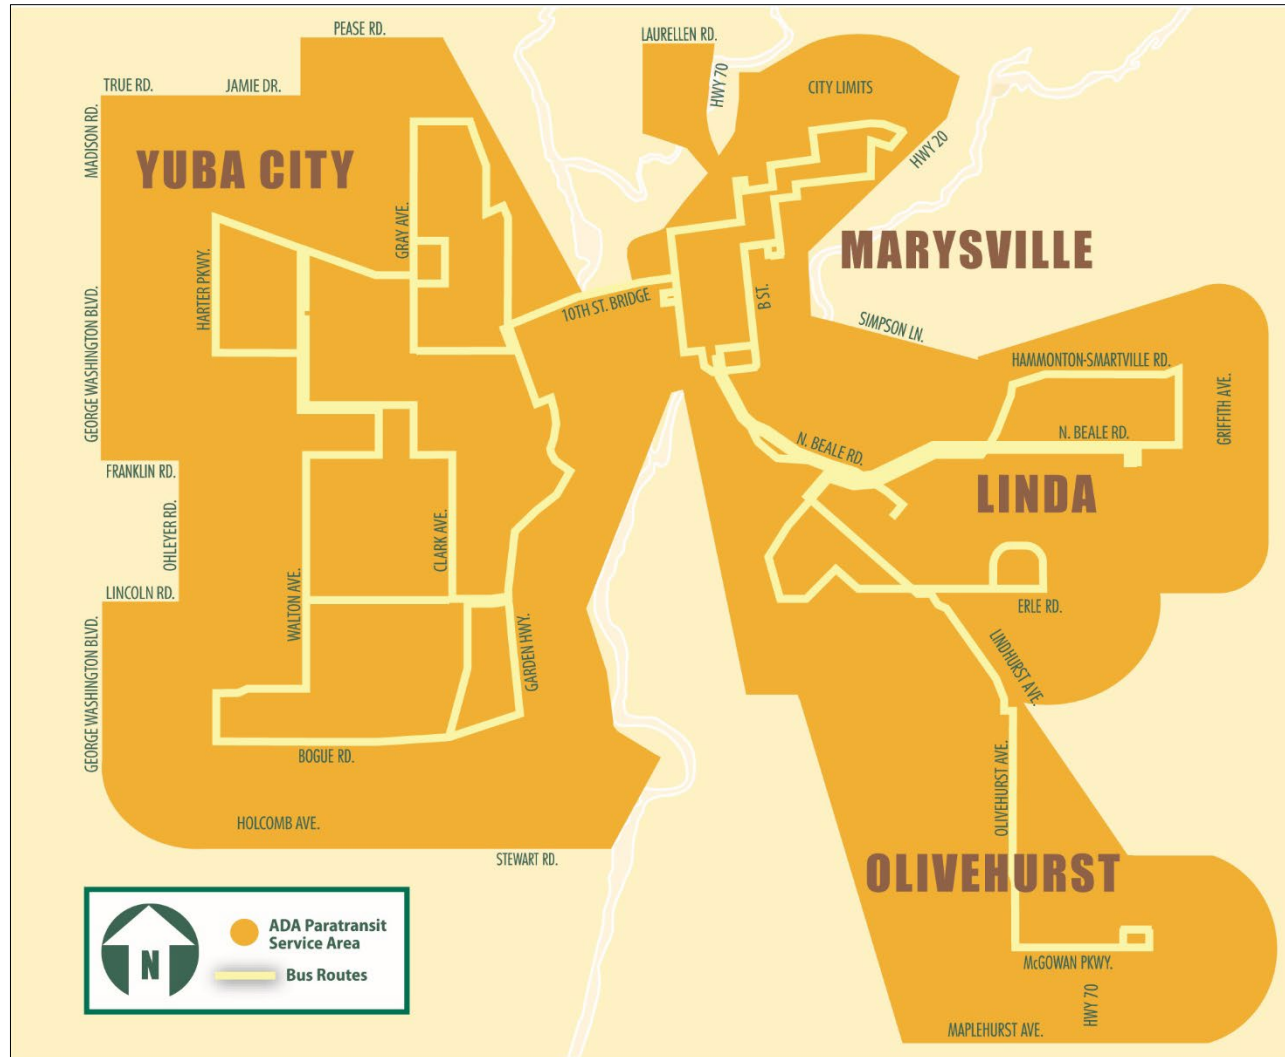 PEASE RD.
LAURELLEN RD.
TRUE RD.
JAMIE DR.
HWY 70
CITY LIMITS
MADISON RD.
YUBA CITY
HWY 20
GRAY AVE.
HARTER PKWY.
MARYSVILLE
GEORGE WASHINGTON BLVD.
10TH ST. BRIDGE
B ST.
SIMPSON LN.
HAMMONTON-SMARTVILLE RD.
GRIFFITH AVE.
N. BEALE RD.
N. BEALE RD.
FRANKLIN RD.
LINDA
OHLEYER RD.
CLARK AVE.
LINCOLN RD.
WALTON AVE.
ERLE RD.
GARDEN HWY.
LINDHURST AVE.
GEORGE WASHINGTON BLVD.
BOGUE RD.
OLIVEHURST AVE.
HOLCOMB AVE.
STEWART RD.
OLIVEHURST
ADA Paratransit
Service Area
N
Bus Routes
McGOWAN PKWY.
HWY 70
MAPLEHURST AVE.